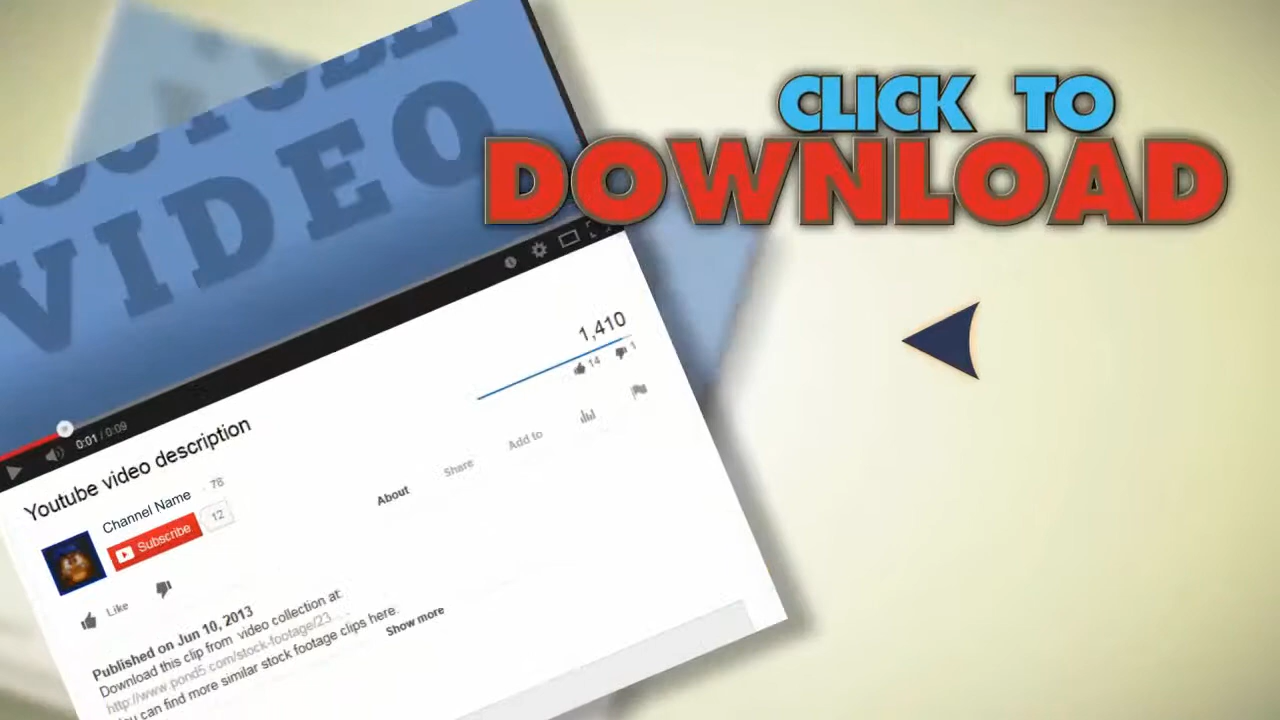 CLICK TO
DOWNLOAD
VIDEO
0:01 / 0:09
1,410
14
1
Youtube video description
Channel Name 78
Subscribe 12
About Share Add to
Like
Published on Jun 10, 2013
Download this clip from video collection at:
http://www.pond5.com/stock-footage/23...
can find more similar stock footage clips here:
Show more